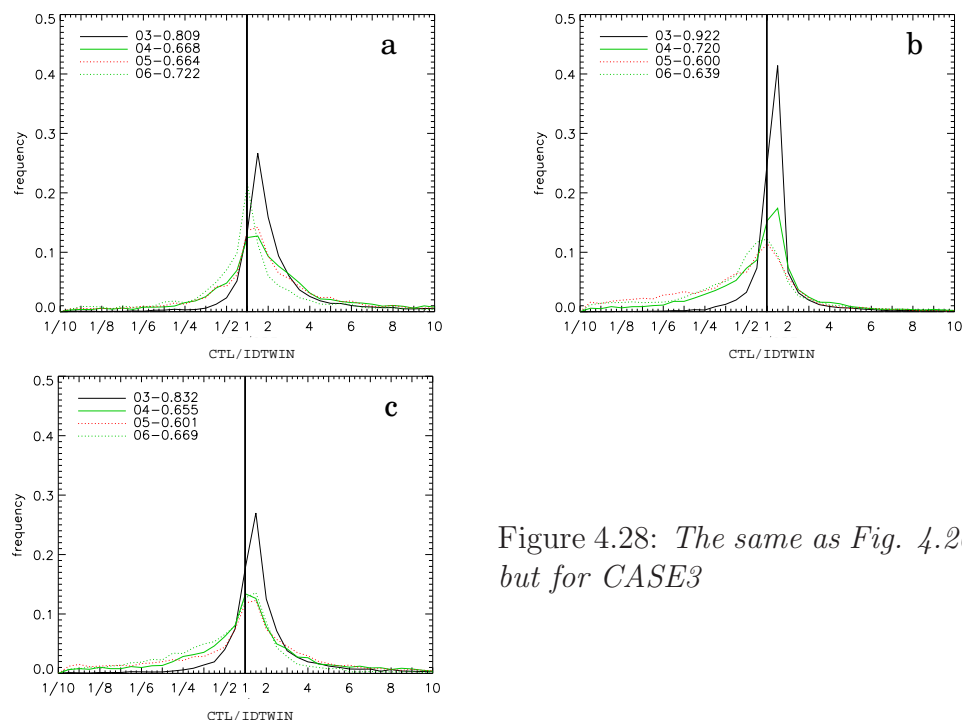 a
03-0.809
04-0.668
05-0.664
06-0.722
frequency
0.5
0.4
0.3
0.2
0.1
0.0
1/10 1/8 1/6 1/4 1/2 1 2 4 6 8 10
CTL/IDTWIN
b
03-0.922
04-0.720
05-0.600
06-0.639
frequency
0.5
0.4
0.3
0.2
0.1
0.0
1/10 1/8 1/6 1/4 1/2 1 2 4 6 8 10
CTL/IDTWIN
c
03-0.832
04-0.655
05-0.601
06-0.669
frequency
0.5
0.4
0.3
0.2
0.1
0.0
1/10 1/8 1/6 1/4 1/2 1 2 4 6 8 10
CTL/IDTWIN
Figure 4.28: The same as Fig.
but for CASE3